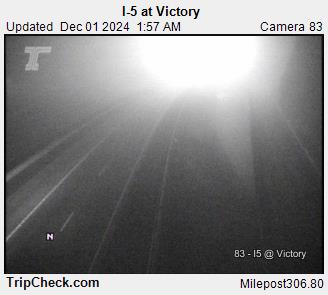 I-5 at Victory
Updated  Dec 01 2024  1:57 AM
Camera 83
T
N
83 - I5 @ Victory
TripCheck.com
Milepost306.80